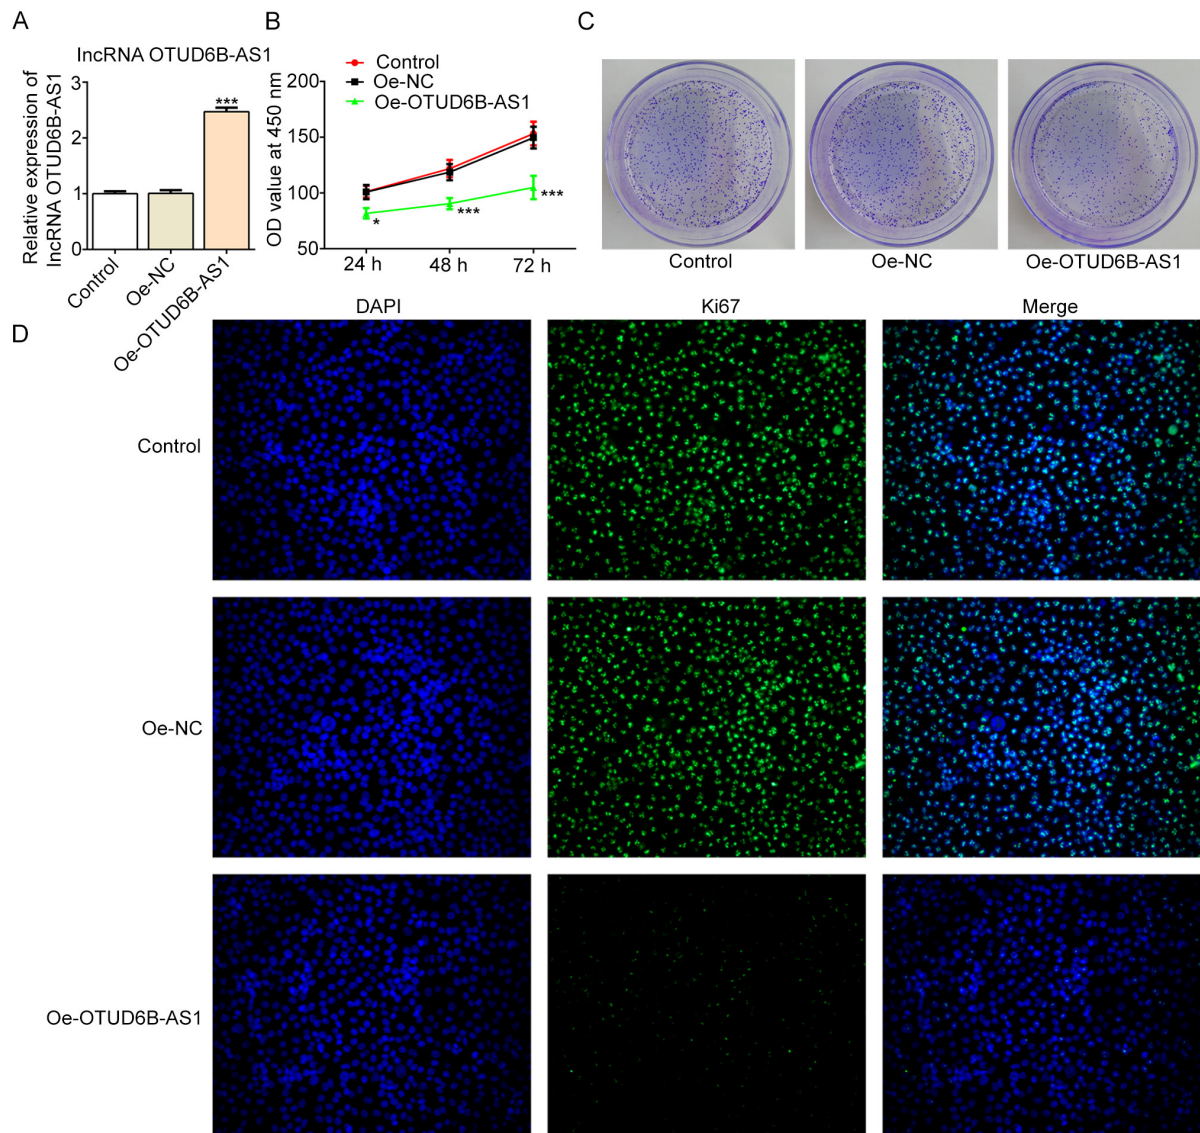 A
lncRNA OTUD6B-AS1
Relative expression of
lncRNA OTUD6B-AS1
3
2
1
0
***
Control
Oe-NC
Oe-OTUD6B-AS1
B
Control
Oe-NC
Oe-OTUD6B-AS1
OD value at 450 nm
200
150
100
50
*
***
***
24 h
48 h
72 h
C
Control
Oe-NC
Oe-OTUD6B-AS1
D
DAPI
Ki67
Merge
Control
Oe-NC
Oe-OTUD6B-AS1